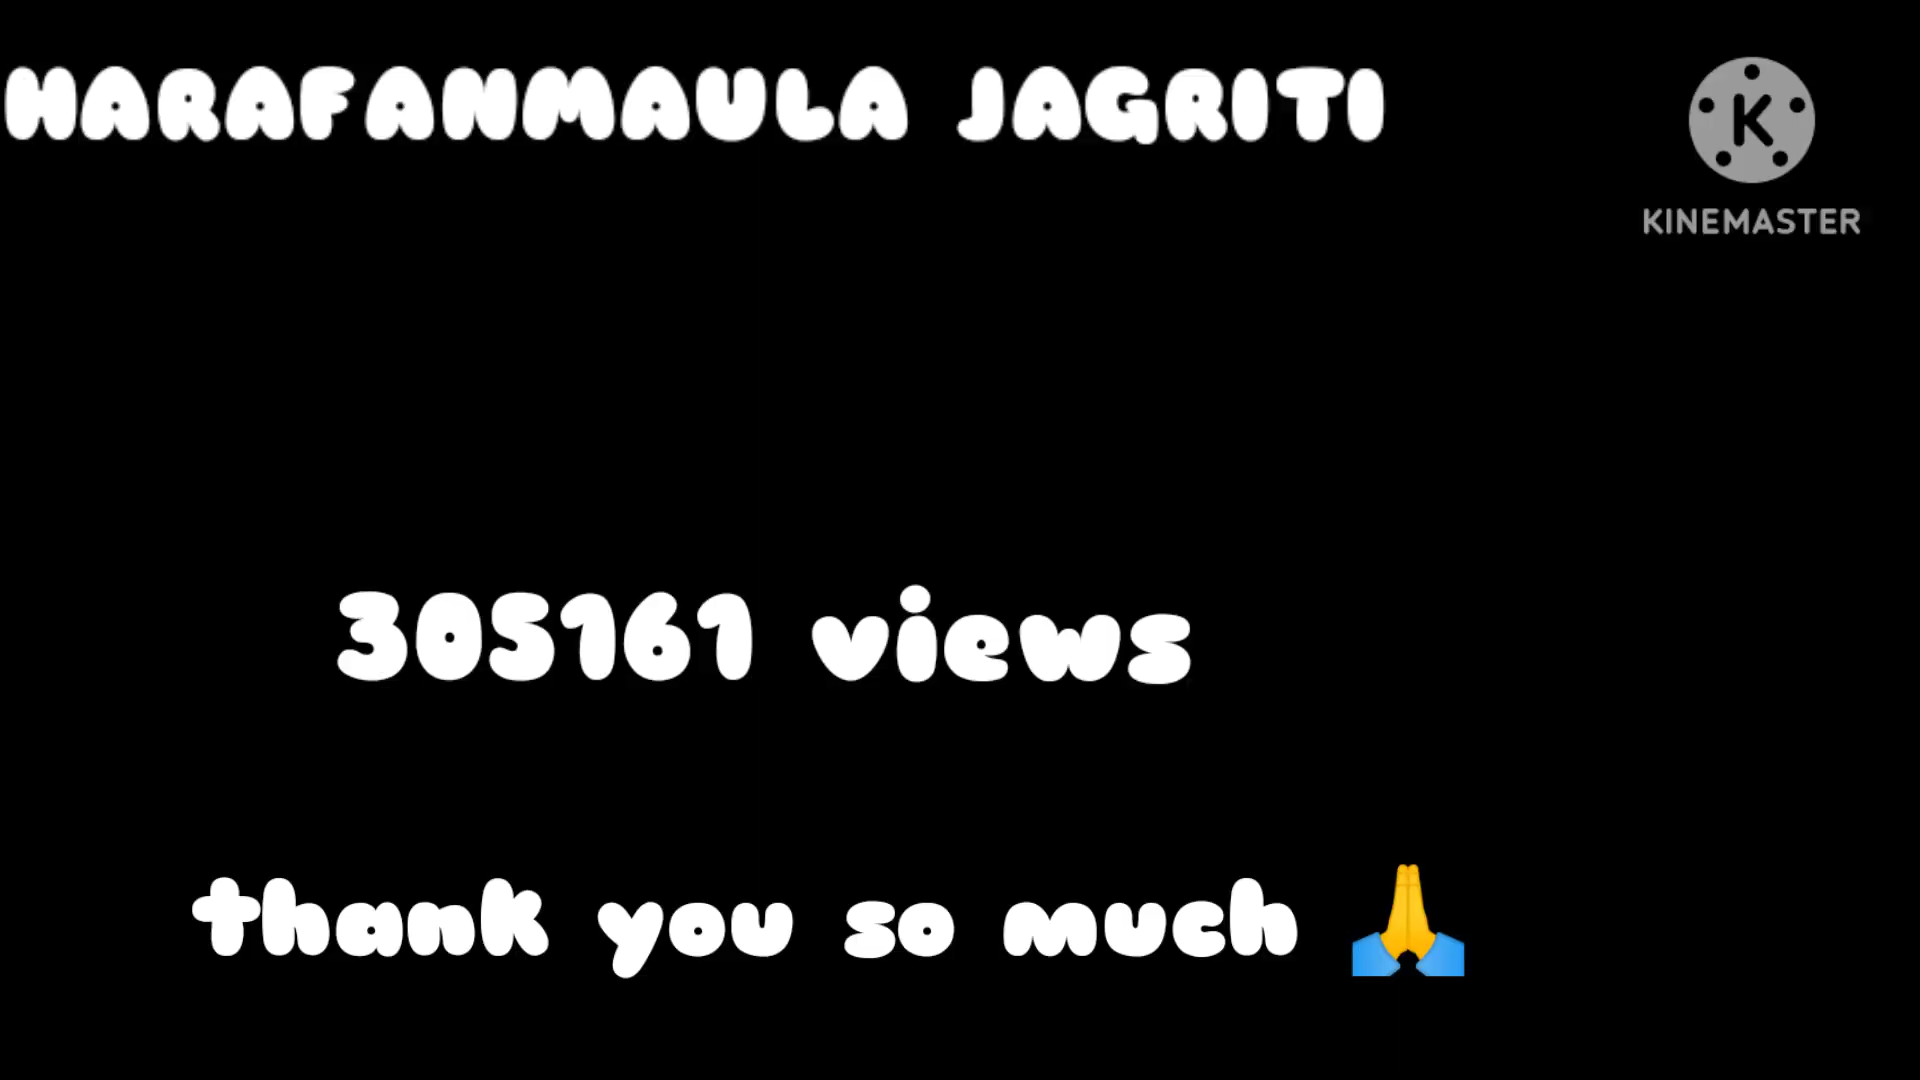 HARAFANMAULA JAGRITI
K
KINEMASTER
305161 views
thank you so much 🙏